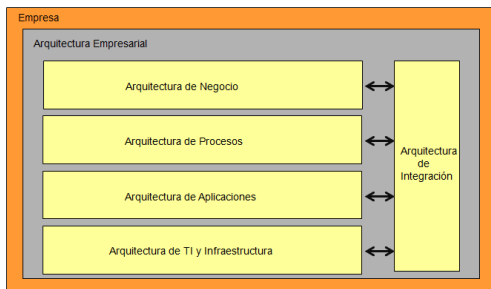 Empresa
Arquitectura Empresarial
Arquitectura de Negocio
Arquitectura de Procesos
Arquitectura de Aplicaciones
Arquitectura de TI y Infraestructura
Arquitectura
de
Integración